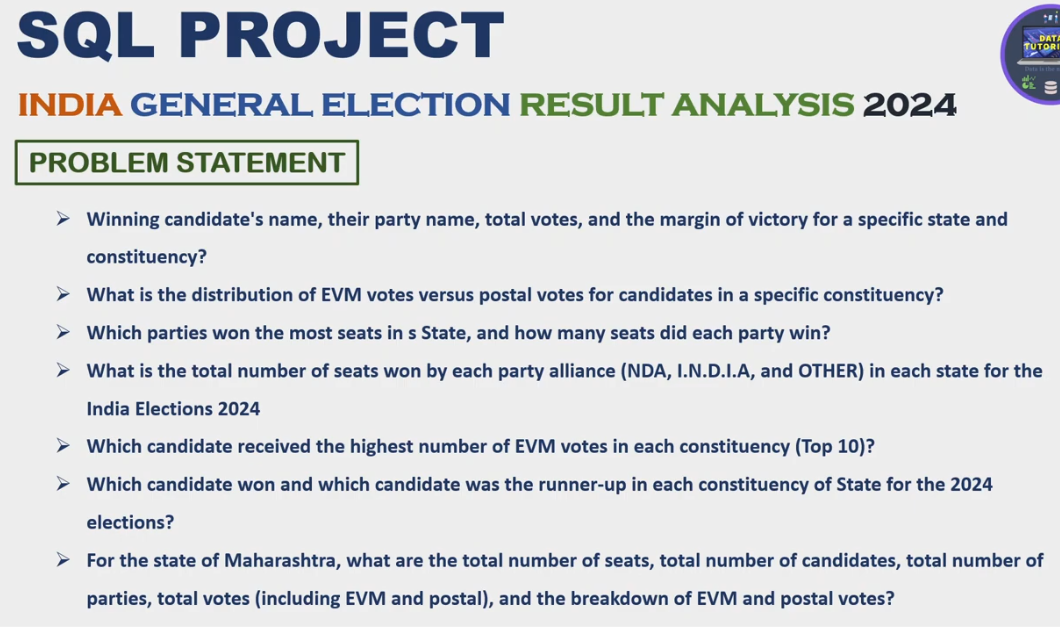 SQL PROJECT
INDIA GENERAL ELECTION RESULT ANALYSIS 2024
PROBLEM STATEMENT
➢ Winning candidate's name, their party name, total votes, and the margin of victory for a specific state and
constituency?
➢ What is the distribution of EVM votes versus postal votes for candidates in a specific constituency?
➢ Which parties won the most seats in s State, and how many seats did each party win?
➢ What is the total number of seats won by each party alliance (NDA, I.N.D.I.A, and OTHER) in each state for the
India Elections 2024
➢ Which candidate received the highest number of EVM votes in each constituency (Top 10)?
➢ Which candidate won and which candidate was the runner-up in each constituency of State for the 2024
elections?
➢ For the state of Maharashtra, what are the total number of seats, total number of candidates, total number of
parties, total votes (including EVM and postal), and the breakdown of EVM and postal votes?